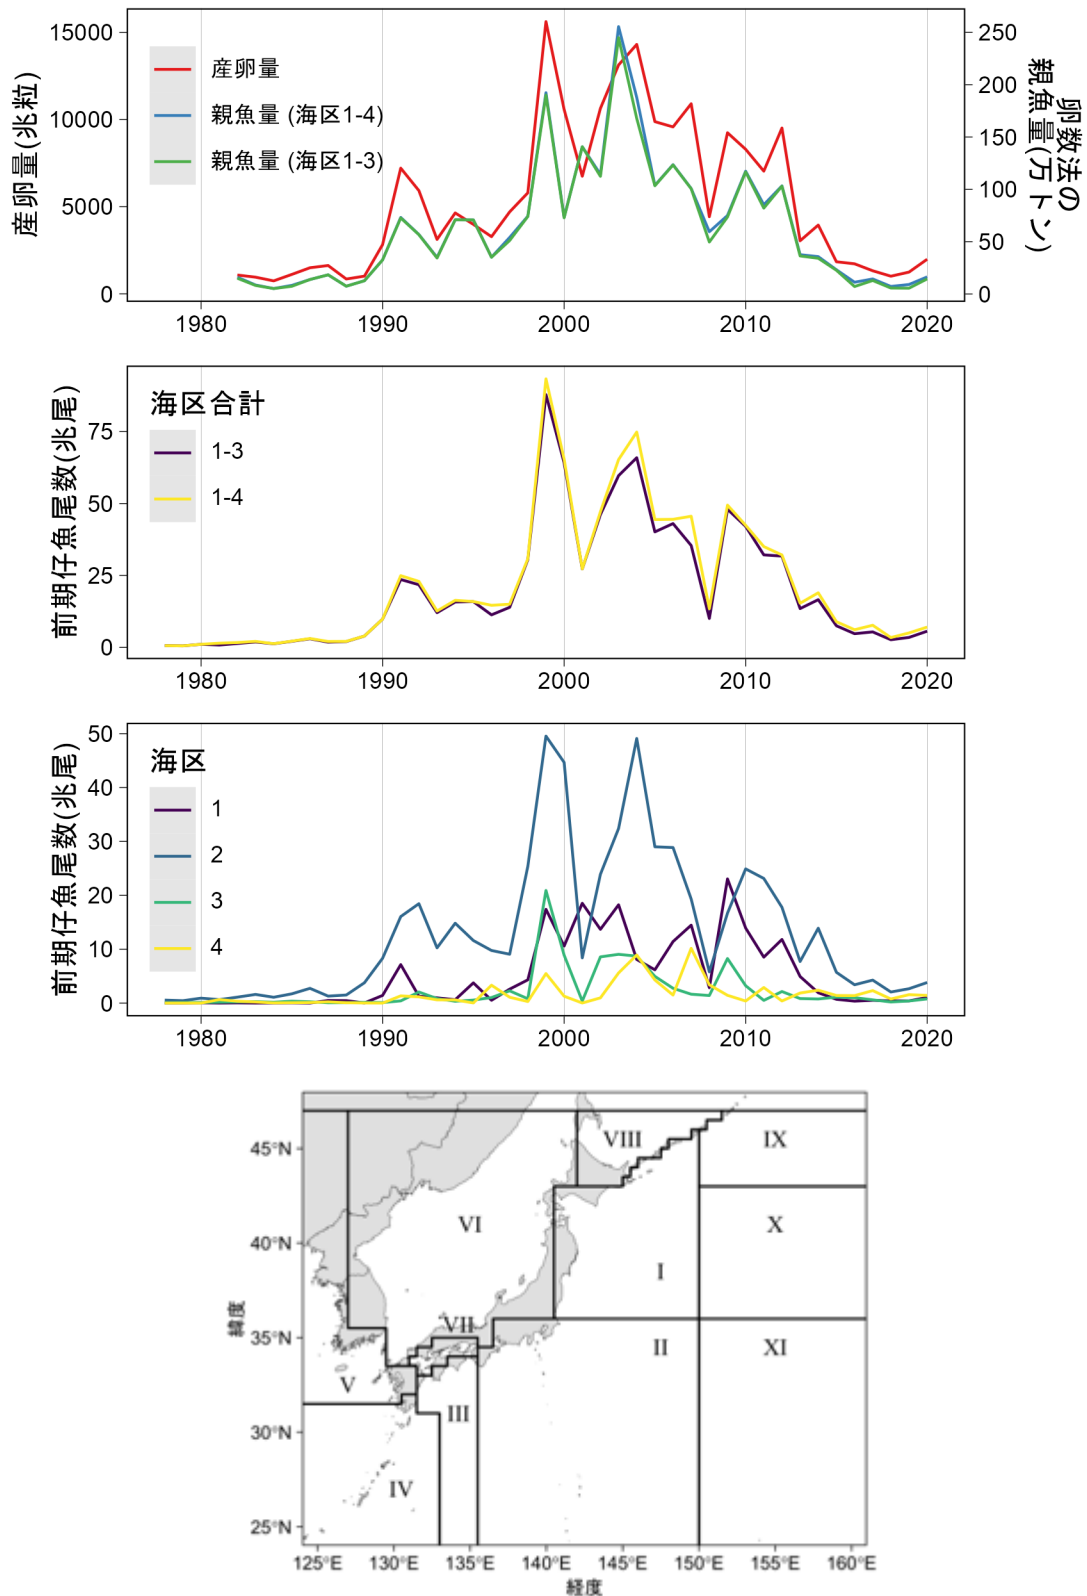 産卵量(兆粒)
15000
10000
5000
0
産卵量
親魚量 (海区1-4)
親魚量 (海区1-3)
250
200
150
100
50
0
卵数法の
親魚量(万トン)
1980
1990
2000
2010
2020
前期仔魚尾数(兆尾)
75
50
25
0
海区合計
1-3
1-4
1980
1990
2000
2010
2020
前期仔魚尾数(兆尾)
50
40
30
20
10
0
海区
1
2
3
4
1980
1990
2000
2010
2020
緯度
45°N
40°N
35°N
30°N
25°N
VIII
IX
VI
X
I
VII
II
XI
V
III
IV
125°E
130°E
135°E
140°E
145°E
150°E
155°E
160°E
経度